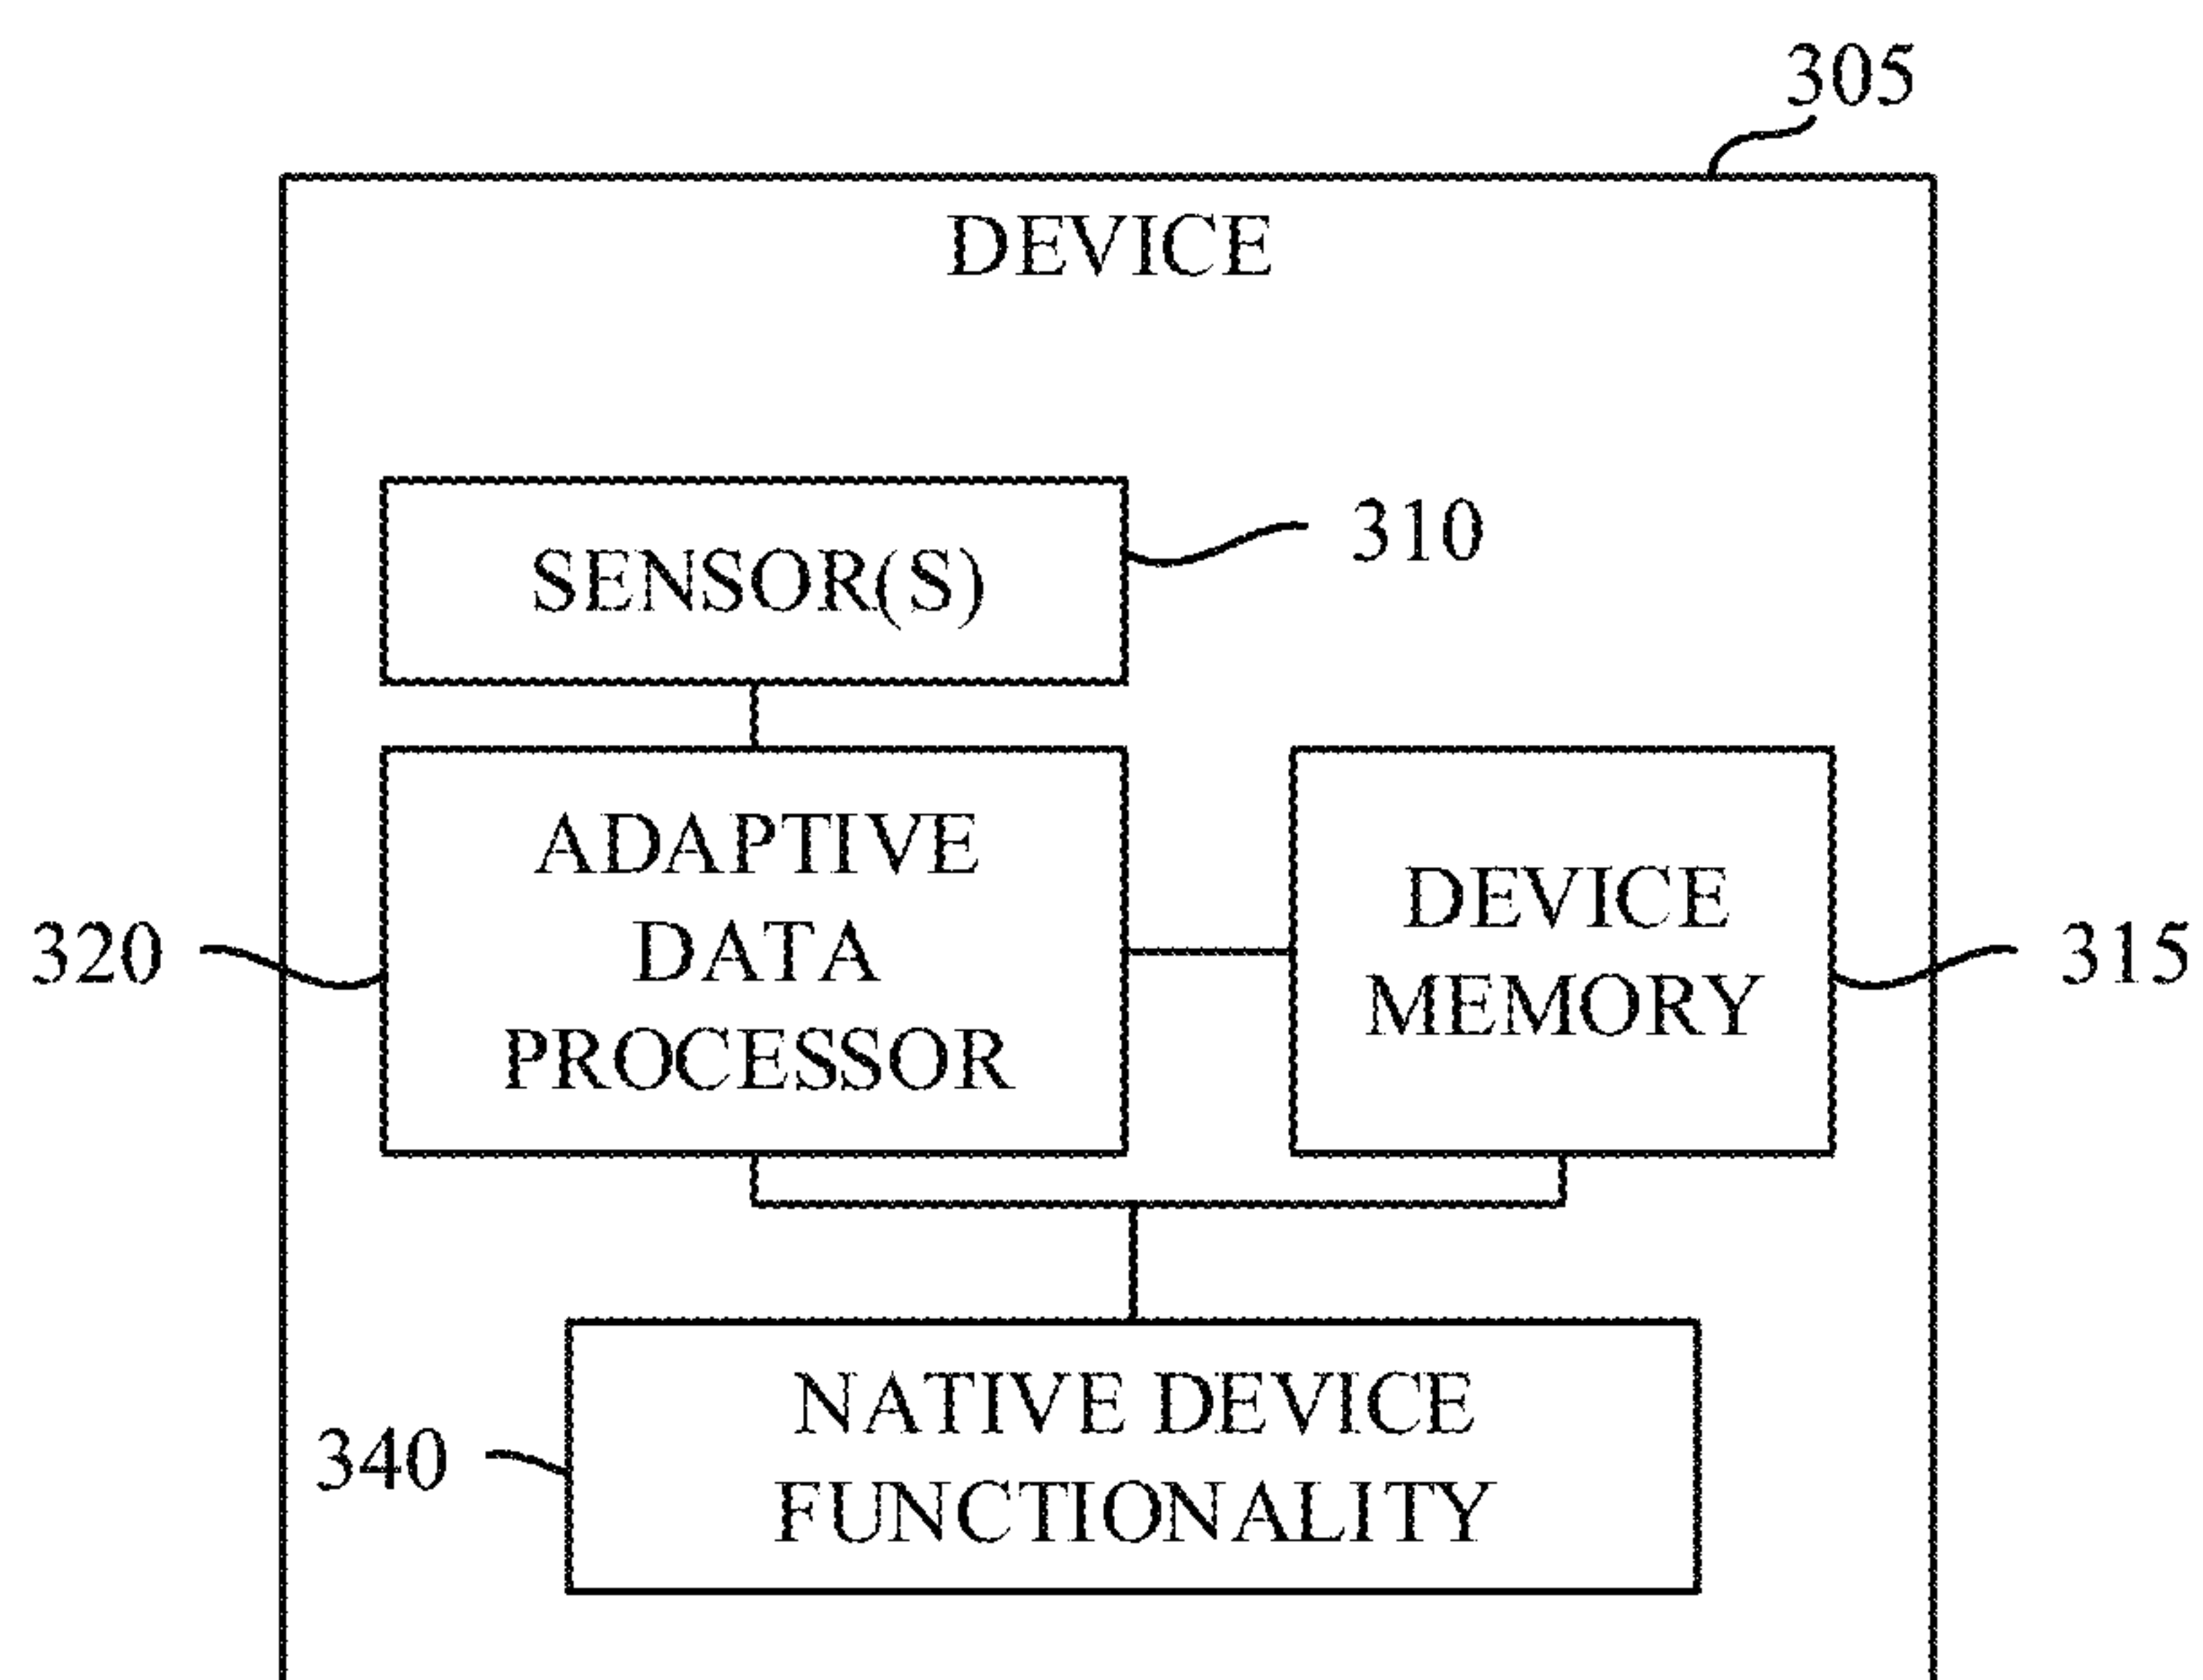 305
DEVICE
SENSOR(S)
310
ADAPTIVE
DATA
PROCESSOR
320
DEVICE
MEMORY
315
NATIVE DEVICE
FUNCTIONALITY
340